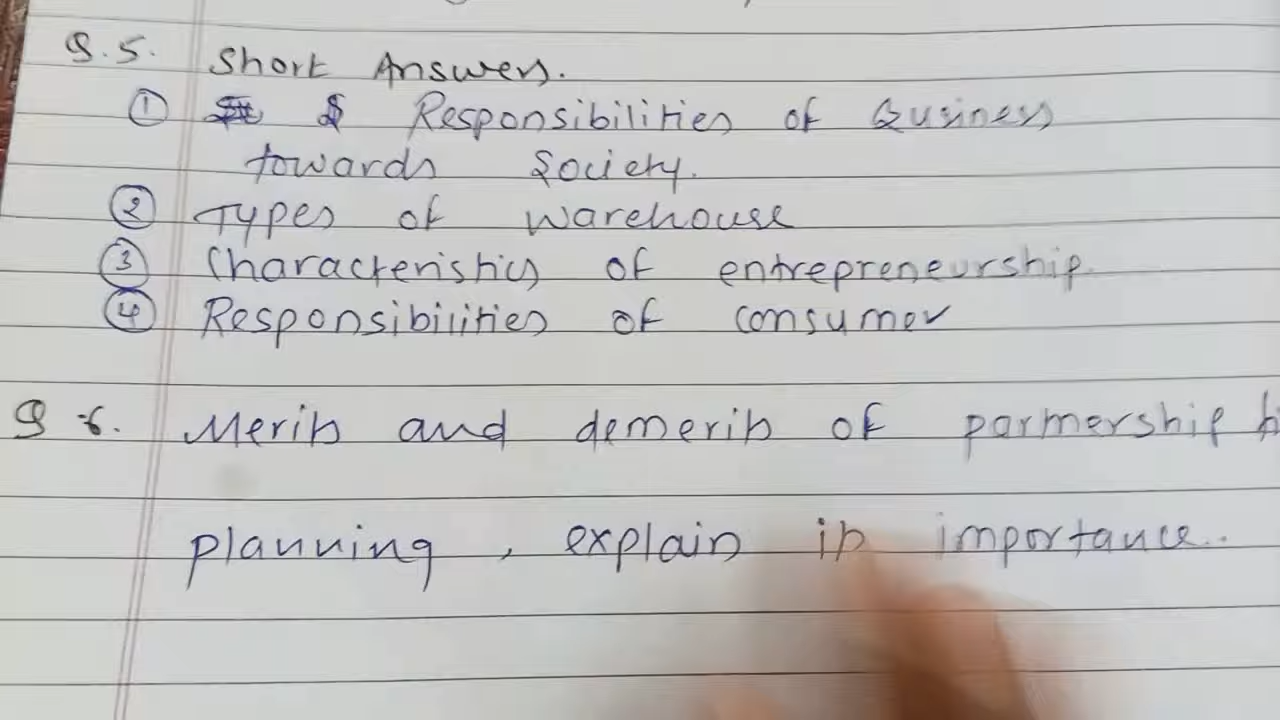 Q.5. Short Answers.
① Responsibilities of Business
towards Society.
② Types of Warehouse
③ Characteristics of entrepreneurship.
④ Responsibilities of consumer
Q 6. Merits and demerits of partnership
planning, explain its importance.